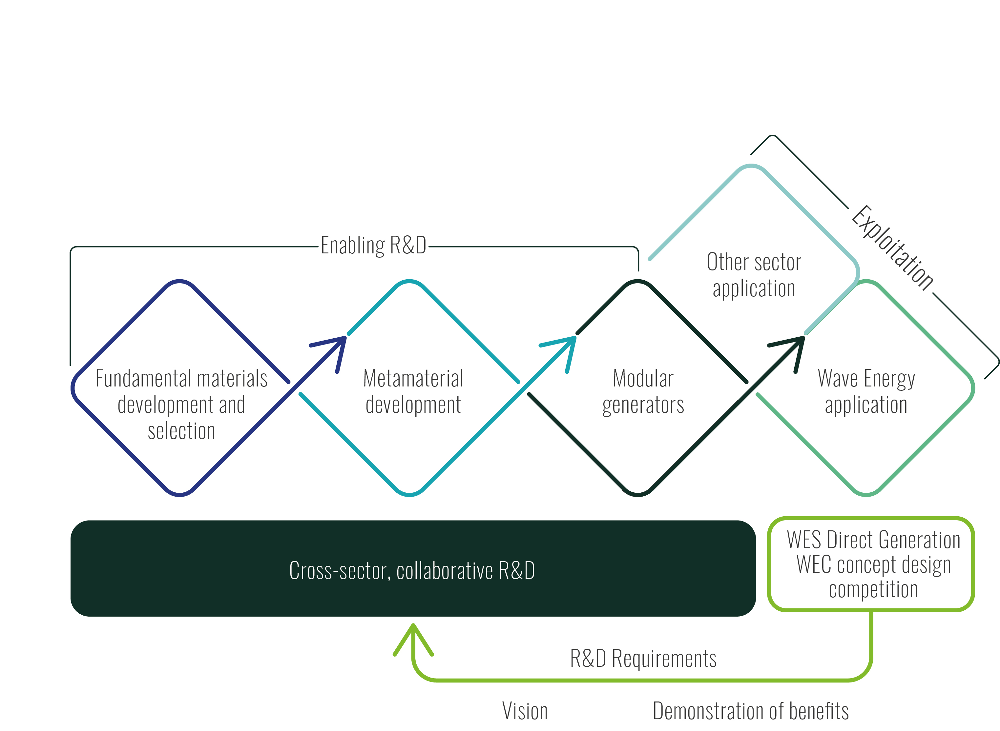 Enabling R&D
Exploitation
Other sector
application
Fundamental materials
development and
selection
Metamaterial
development
Modular
generators
Wave Energy
application
Cross-sector, collaborative R&D
WES Direct Generation
WEC concept design
competition
R&D Requirements
Vision
Demonstration of benefits